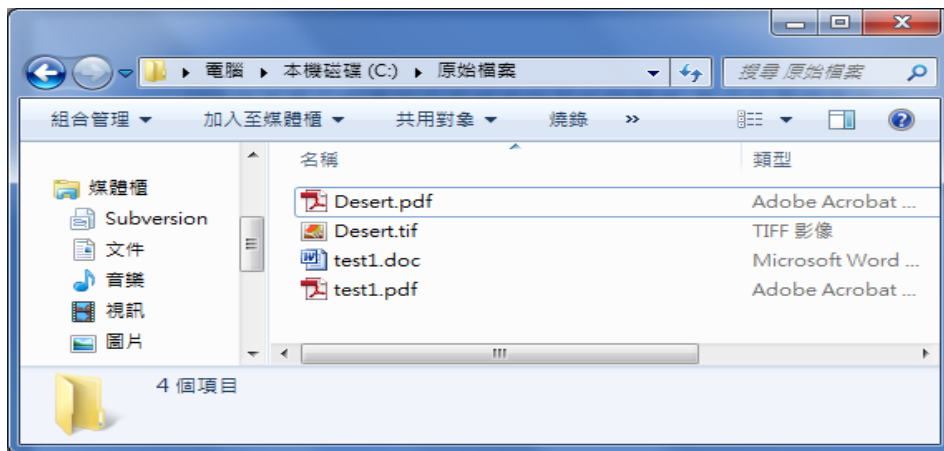 電腦 ▸ 本機磁碟 (C:) ▸ 原始檔案
搜尋 原始檔案
組合管理 加入至媒體櫃 共用對象 燒錄 »
名稱 類型
媒體櫃
Subversion
文件
音樂
視訊
圖片
Desert.pdf Adobe Acrobat ...
Desert.tif TIFF 影像
test1.doc Microsoft Word ...
test1.pdf Adobe Acrobat ...
4 個項目